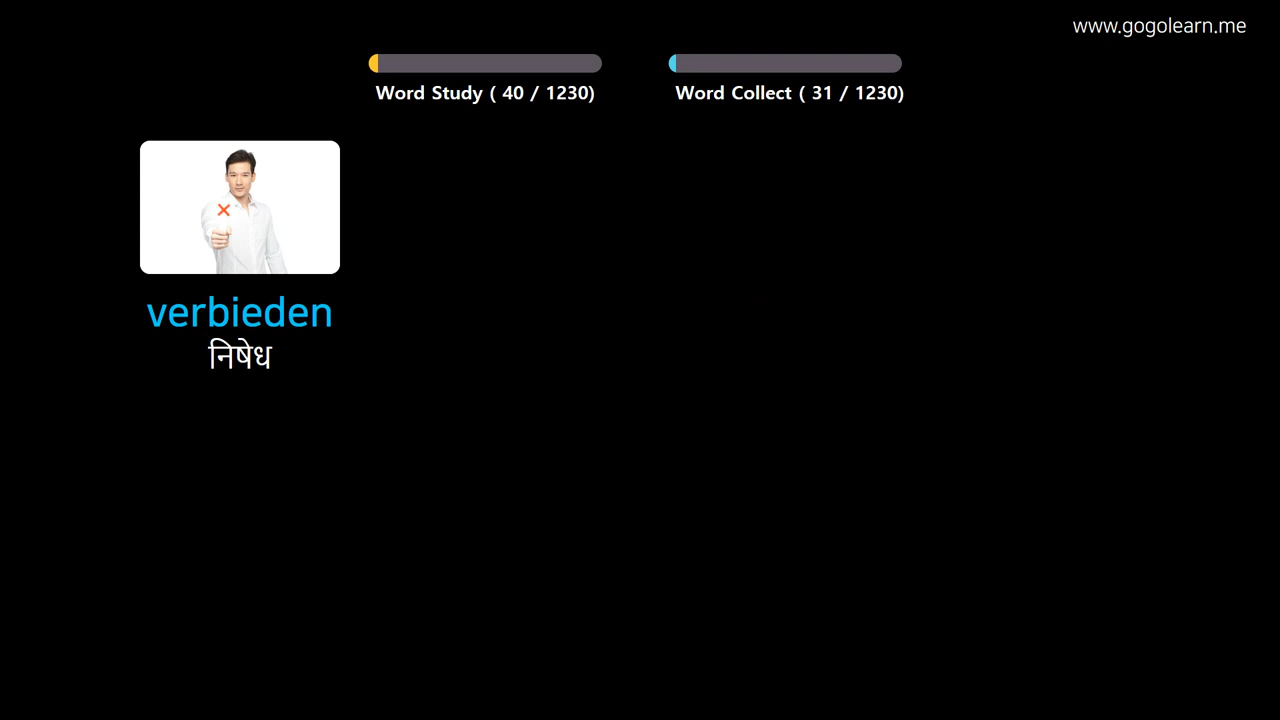 www.gogolearn.me
Word Study ( 40 / 1230)
Word Collect ( 31 / 1230)
verbieden
निषेध